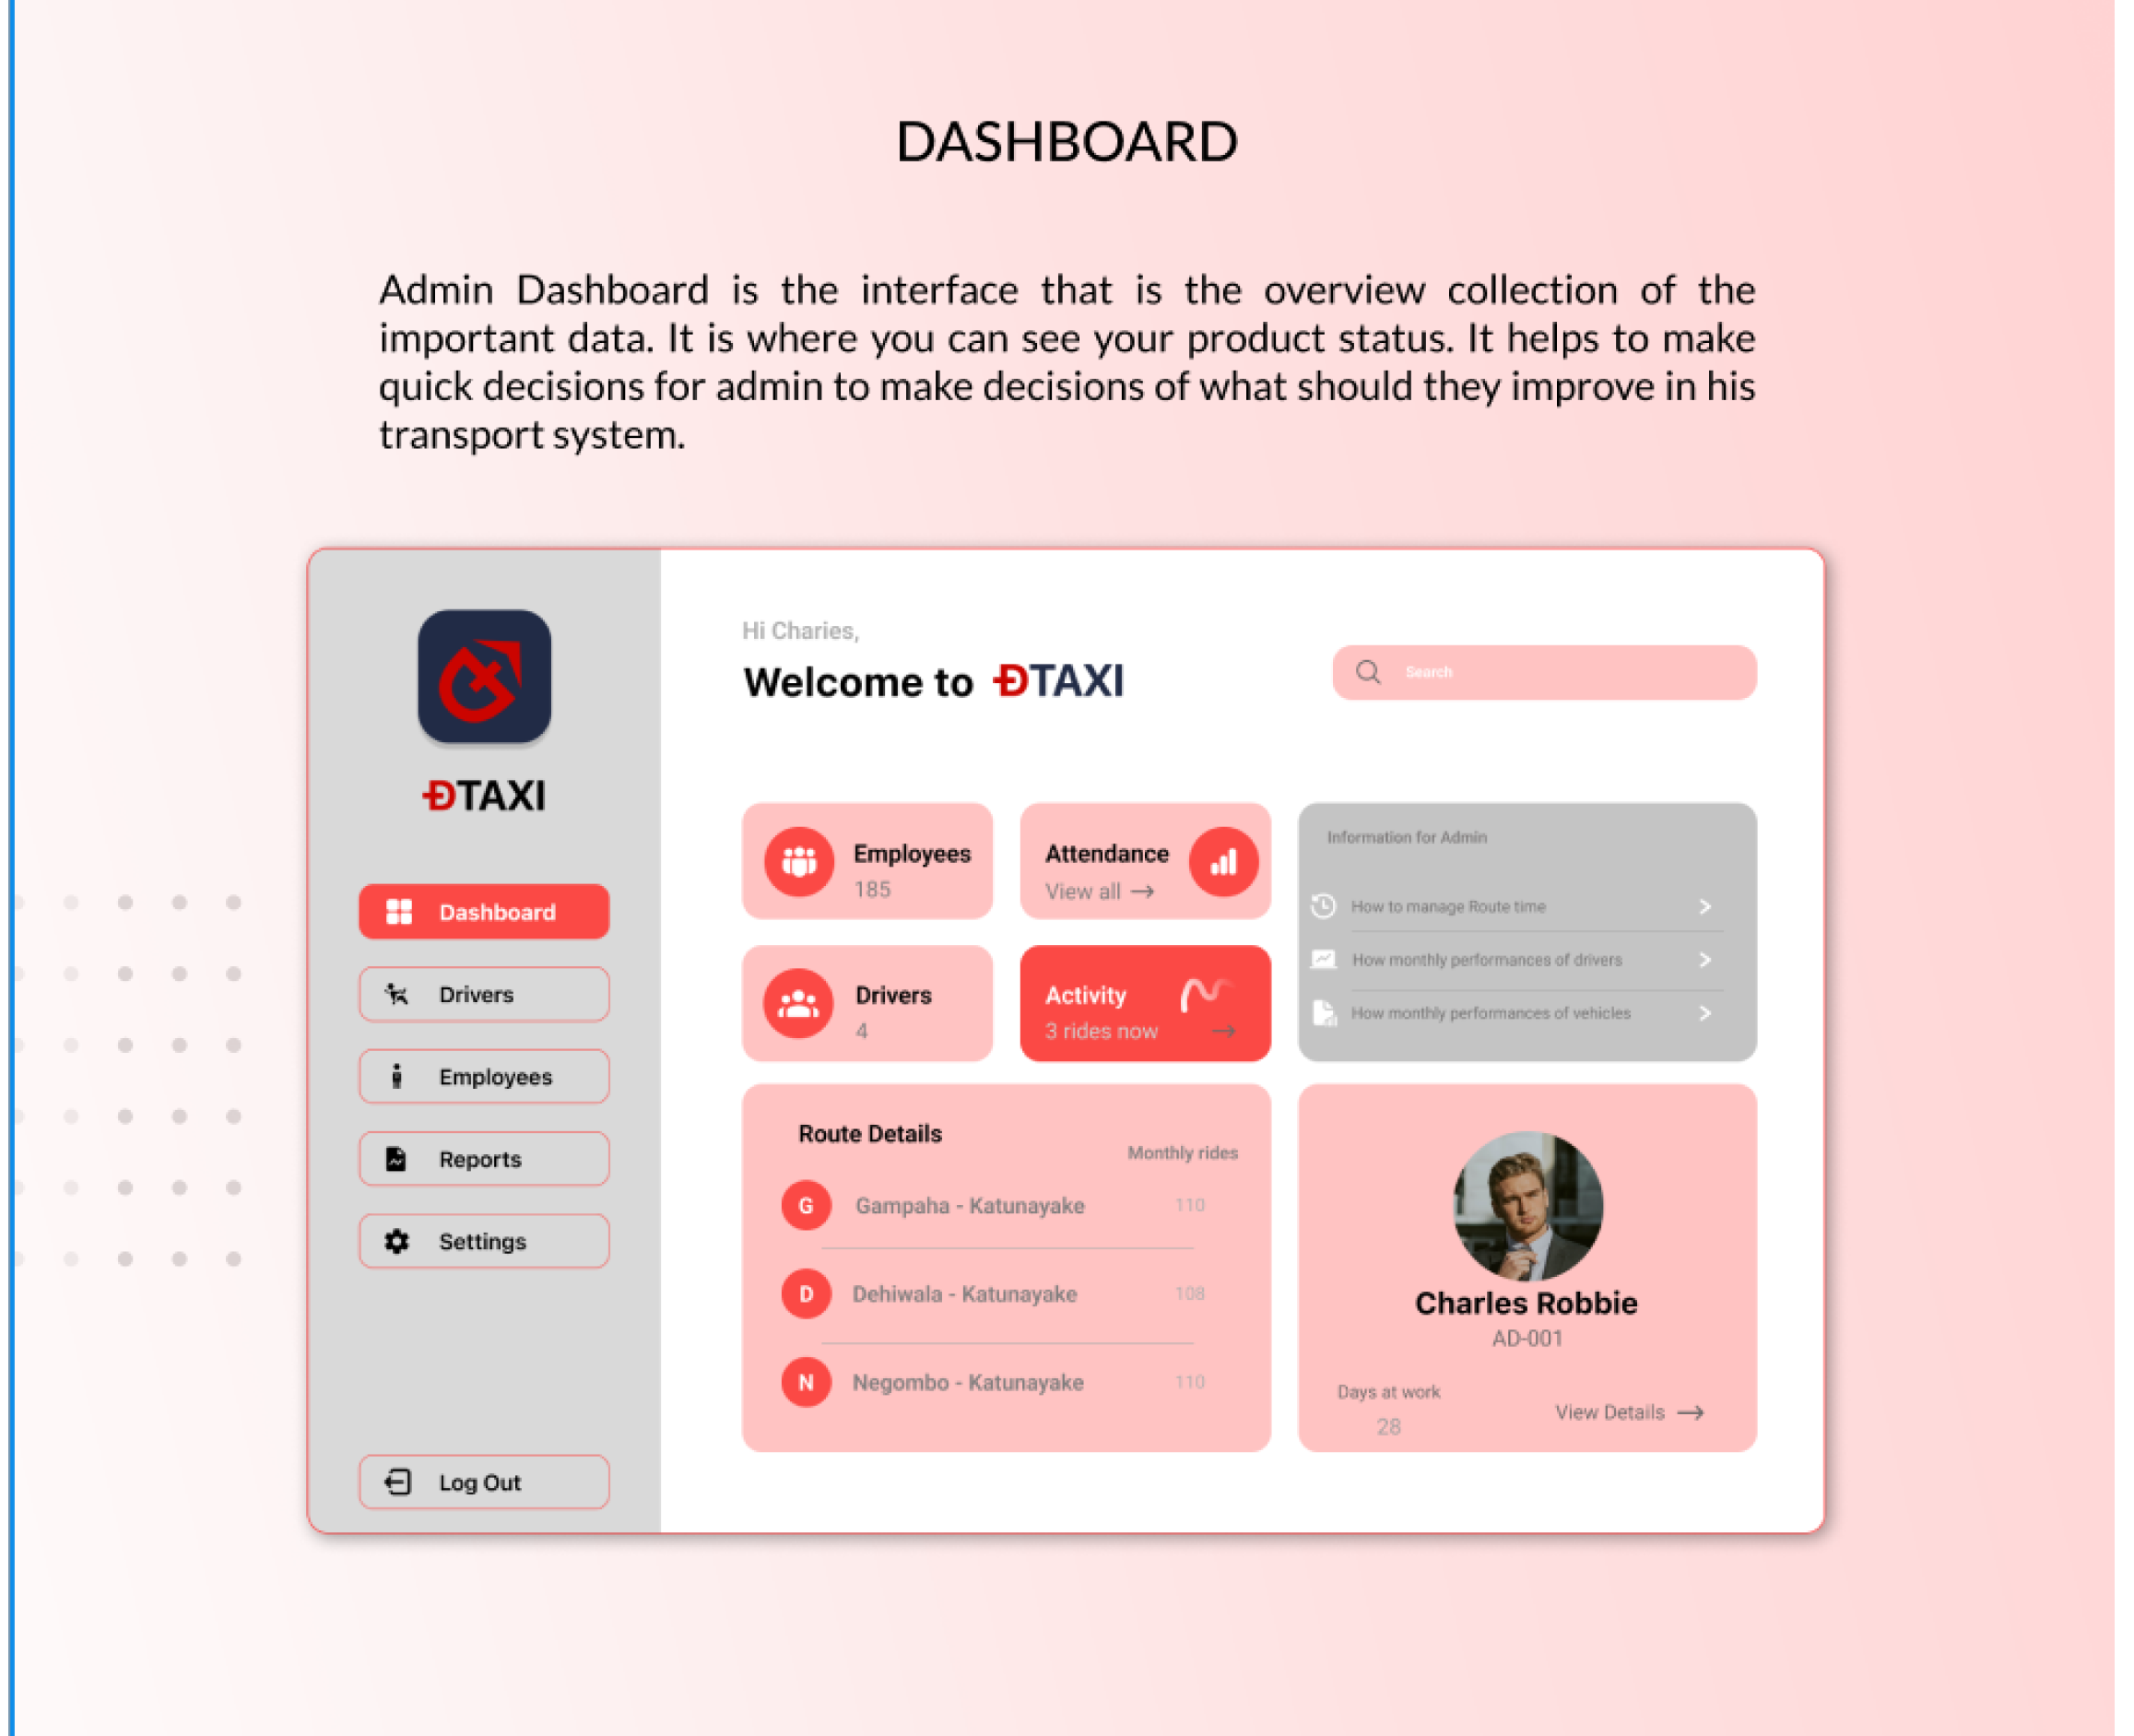 DASHBOARD
Admin Dashboard is the interface that is the overview collection of the
important data. It is where you can see your product status. It helps to make
quick decisions for admin to make decisions of what should they improve in his
transport system.
ĐTAXI
Dashboard
Drivers
Employees
Reports
Settings
Log Out
Hi Charies,
Welcome to ĐTAXI
Search
Employees
185
Attendance
View all →
Drivers
4
Activity
3 rides now →
Information for Admin
How to manage Route time
How monthly performances of drivers
How monthly performances of vehicles
Route Details
Monthly rides
G Gampaha - Katunayake 110
D Dehiwala - Katunayake 108
N Negombo - Katunayake 110
Charles Robbie
AD-001
Days at work
28
View Details →